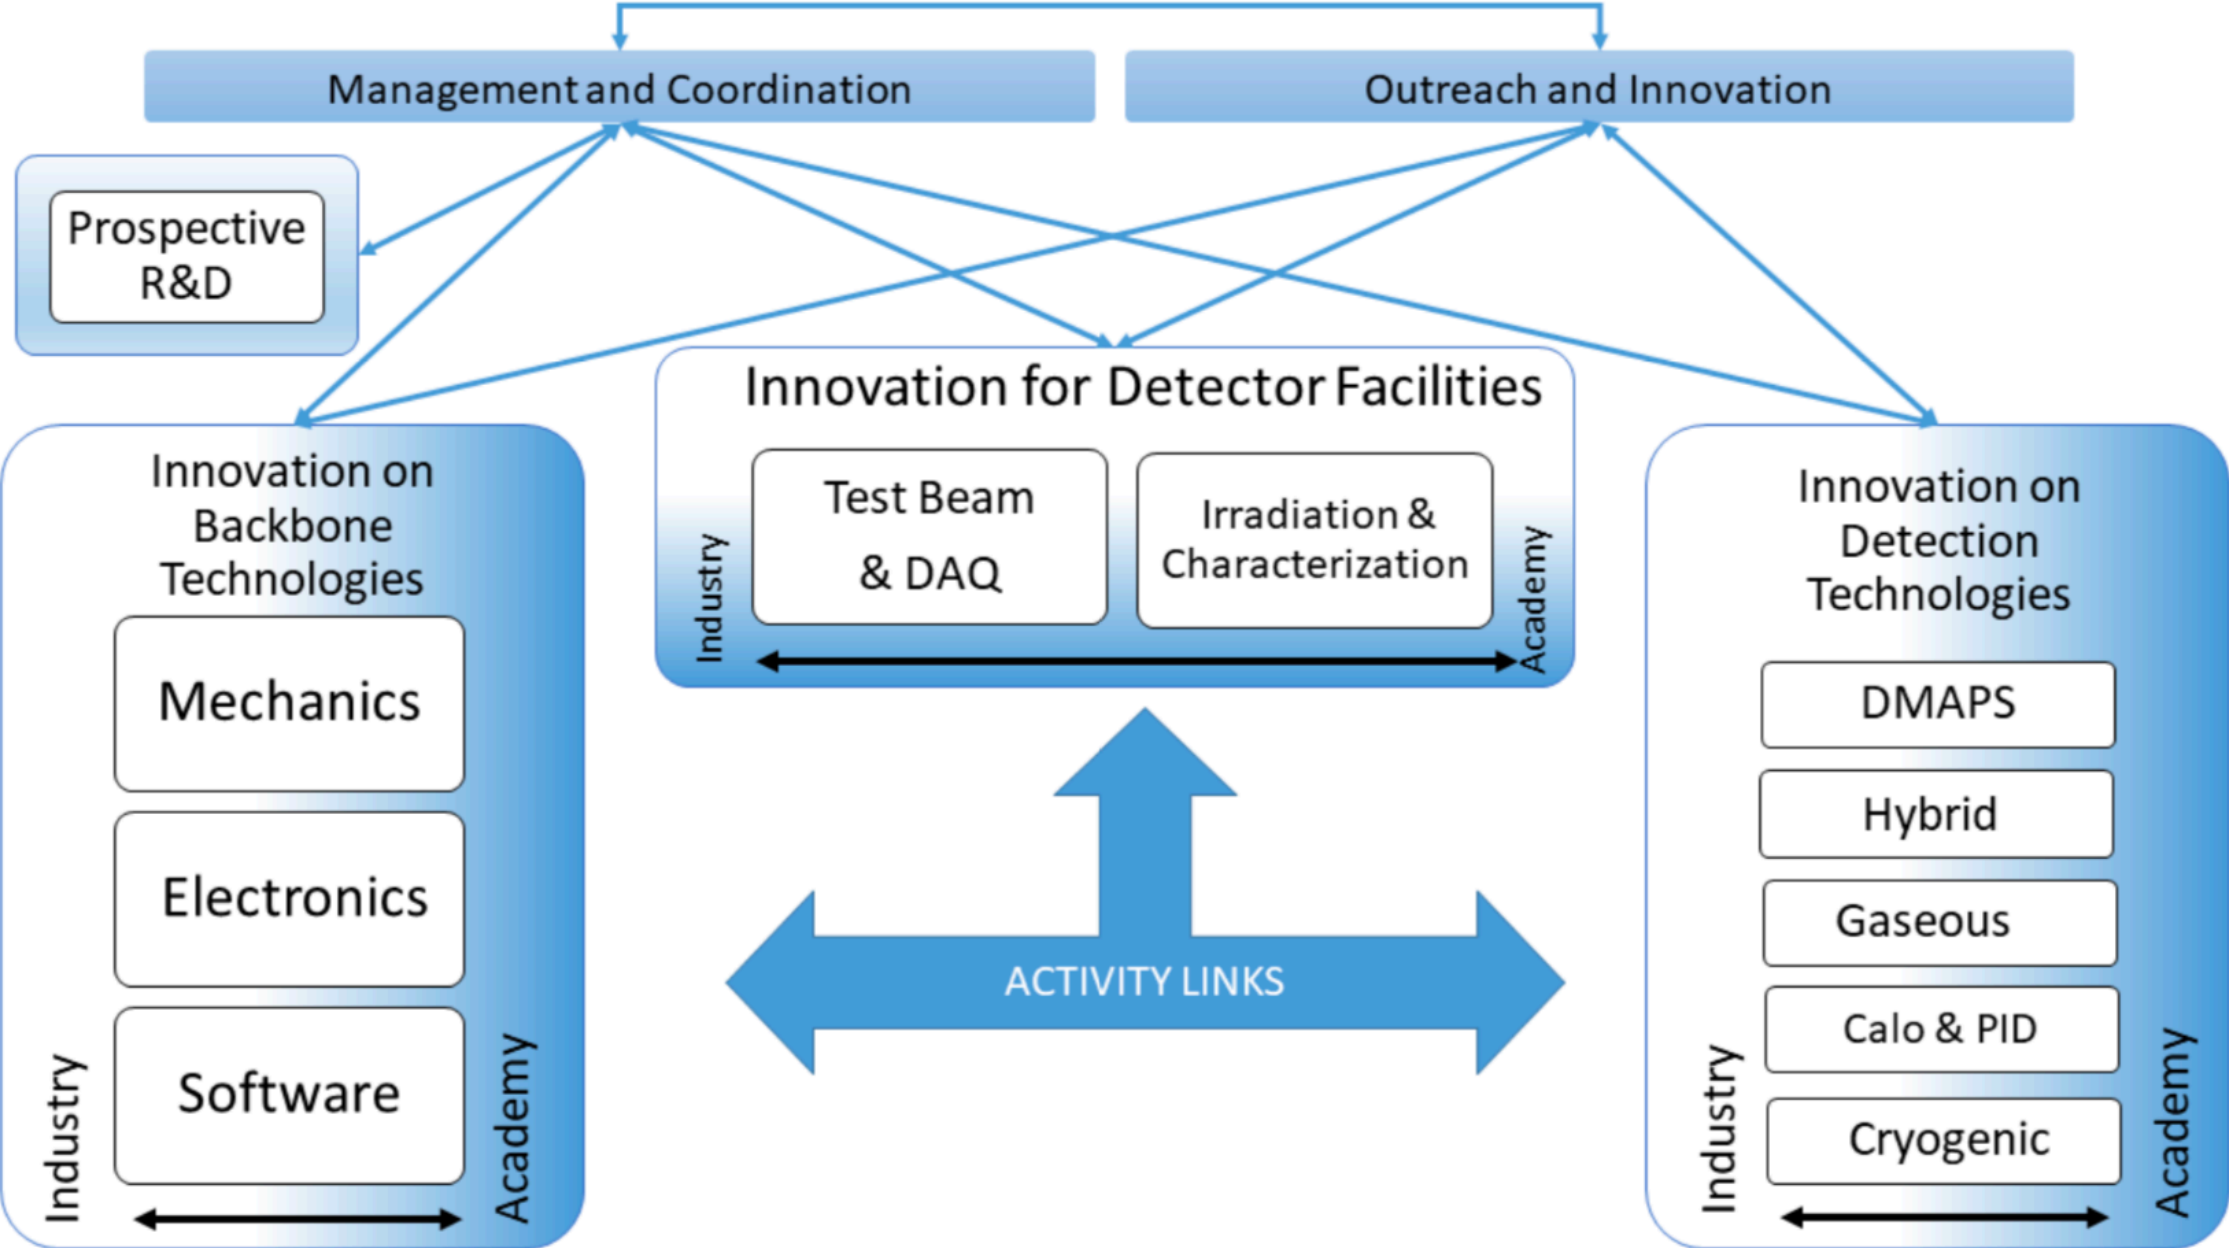 Management and Coordination
Outreach and Innovation
Prospective
R&D
Innovation on
Backbone
Technologies
Mechanics
Electronics
Software
Industry
Academy
Innovation for Detector Facilities
Test Beam
& DAQ
Irradiation &
Characterization
Industry
Academy
ACTIVITY LINKS
Innovation on
Detection
Technologies
DMAPS
Hybrid
Gaseous
Calo & PID
Cryogenic
Industry
Academy